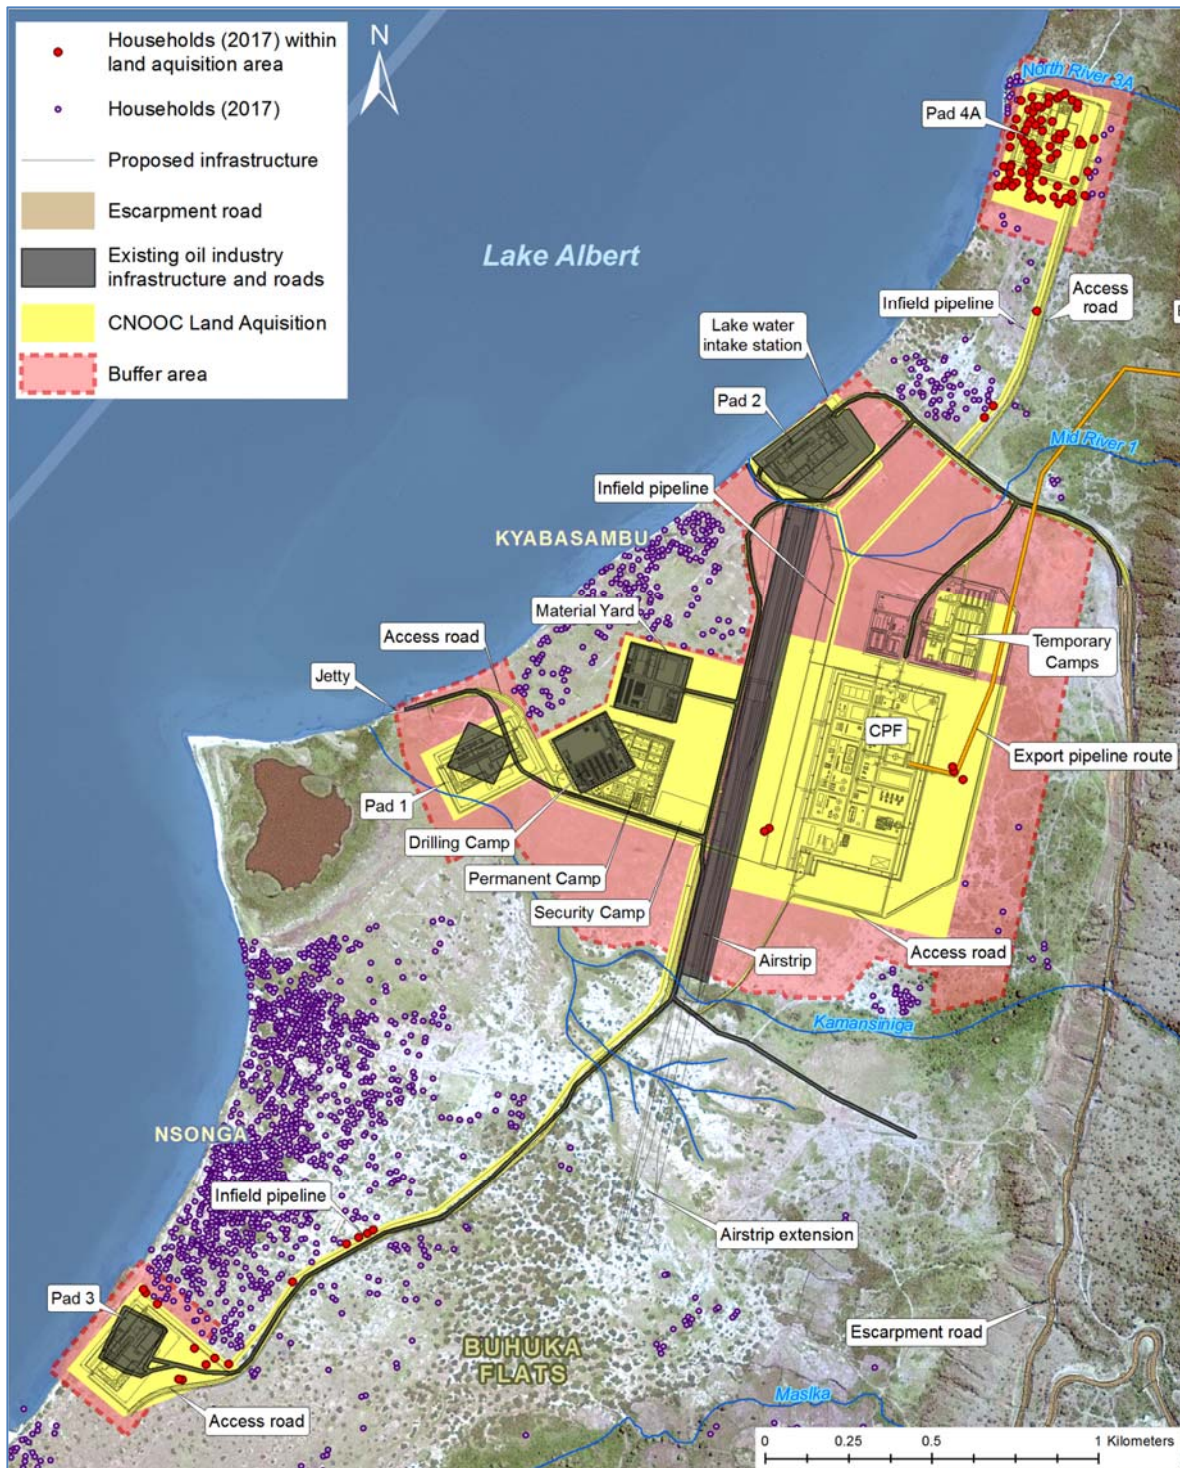 Households (2017) within
land aquisition area
Households (2017)
Proposed infrastructure
Escarpment road
Existing oil industry
infrastructure and roads
CNOOC Land Aquisition
Buffer area
N
North River 3A
Pad 4A
Lake Albert
Infield pipeline
Access
road
Lake water
intake station
Pad 2
Mid River 1
Infield pipeline
KYABASAMBU
Material Yard
Access road
Temporary
Camps
Jetty
CPF
Export pipeline route
Pad 1
Drilling Camp
Permanent Camp
Security Camp
Airstrip
Access road
Kamansiniga
NSONGA
Infield pipeline
Airstrip extension
Pad 3
Escarpment road
BUHUKA
FLATS
Masika
Access road
0 0.25 0.5 1 Kilometers